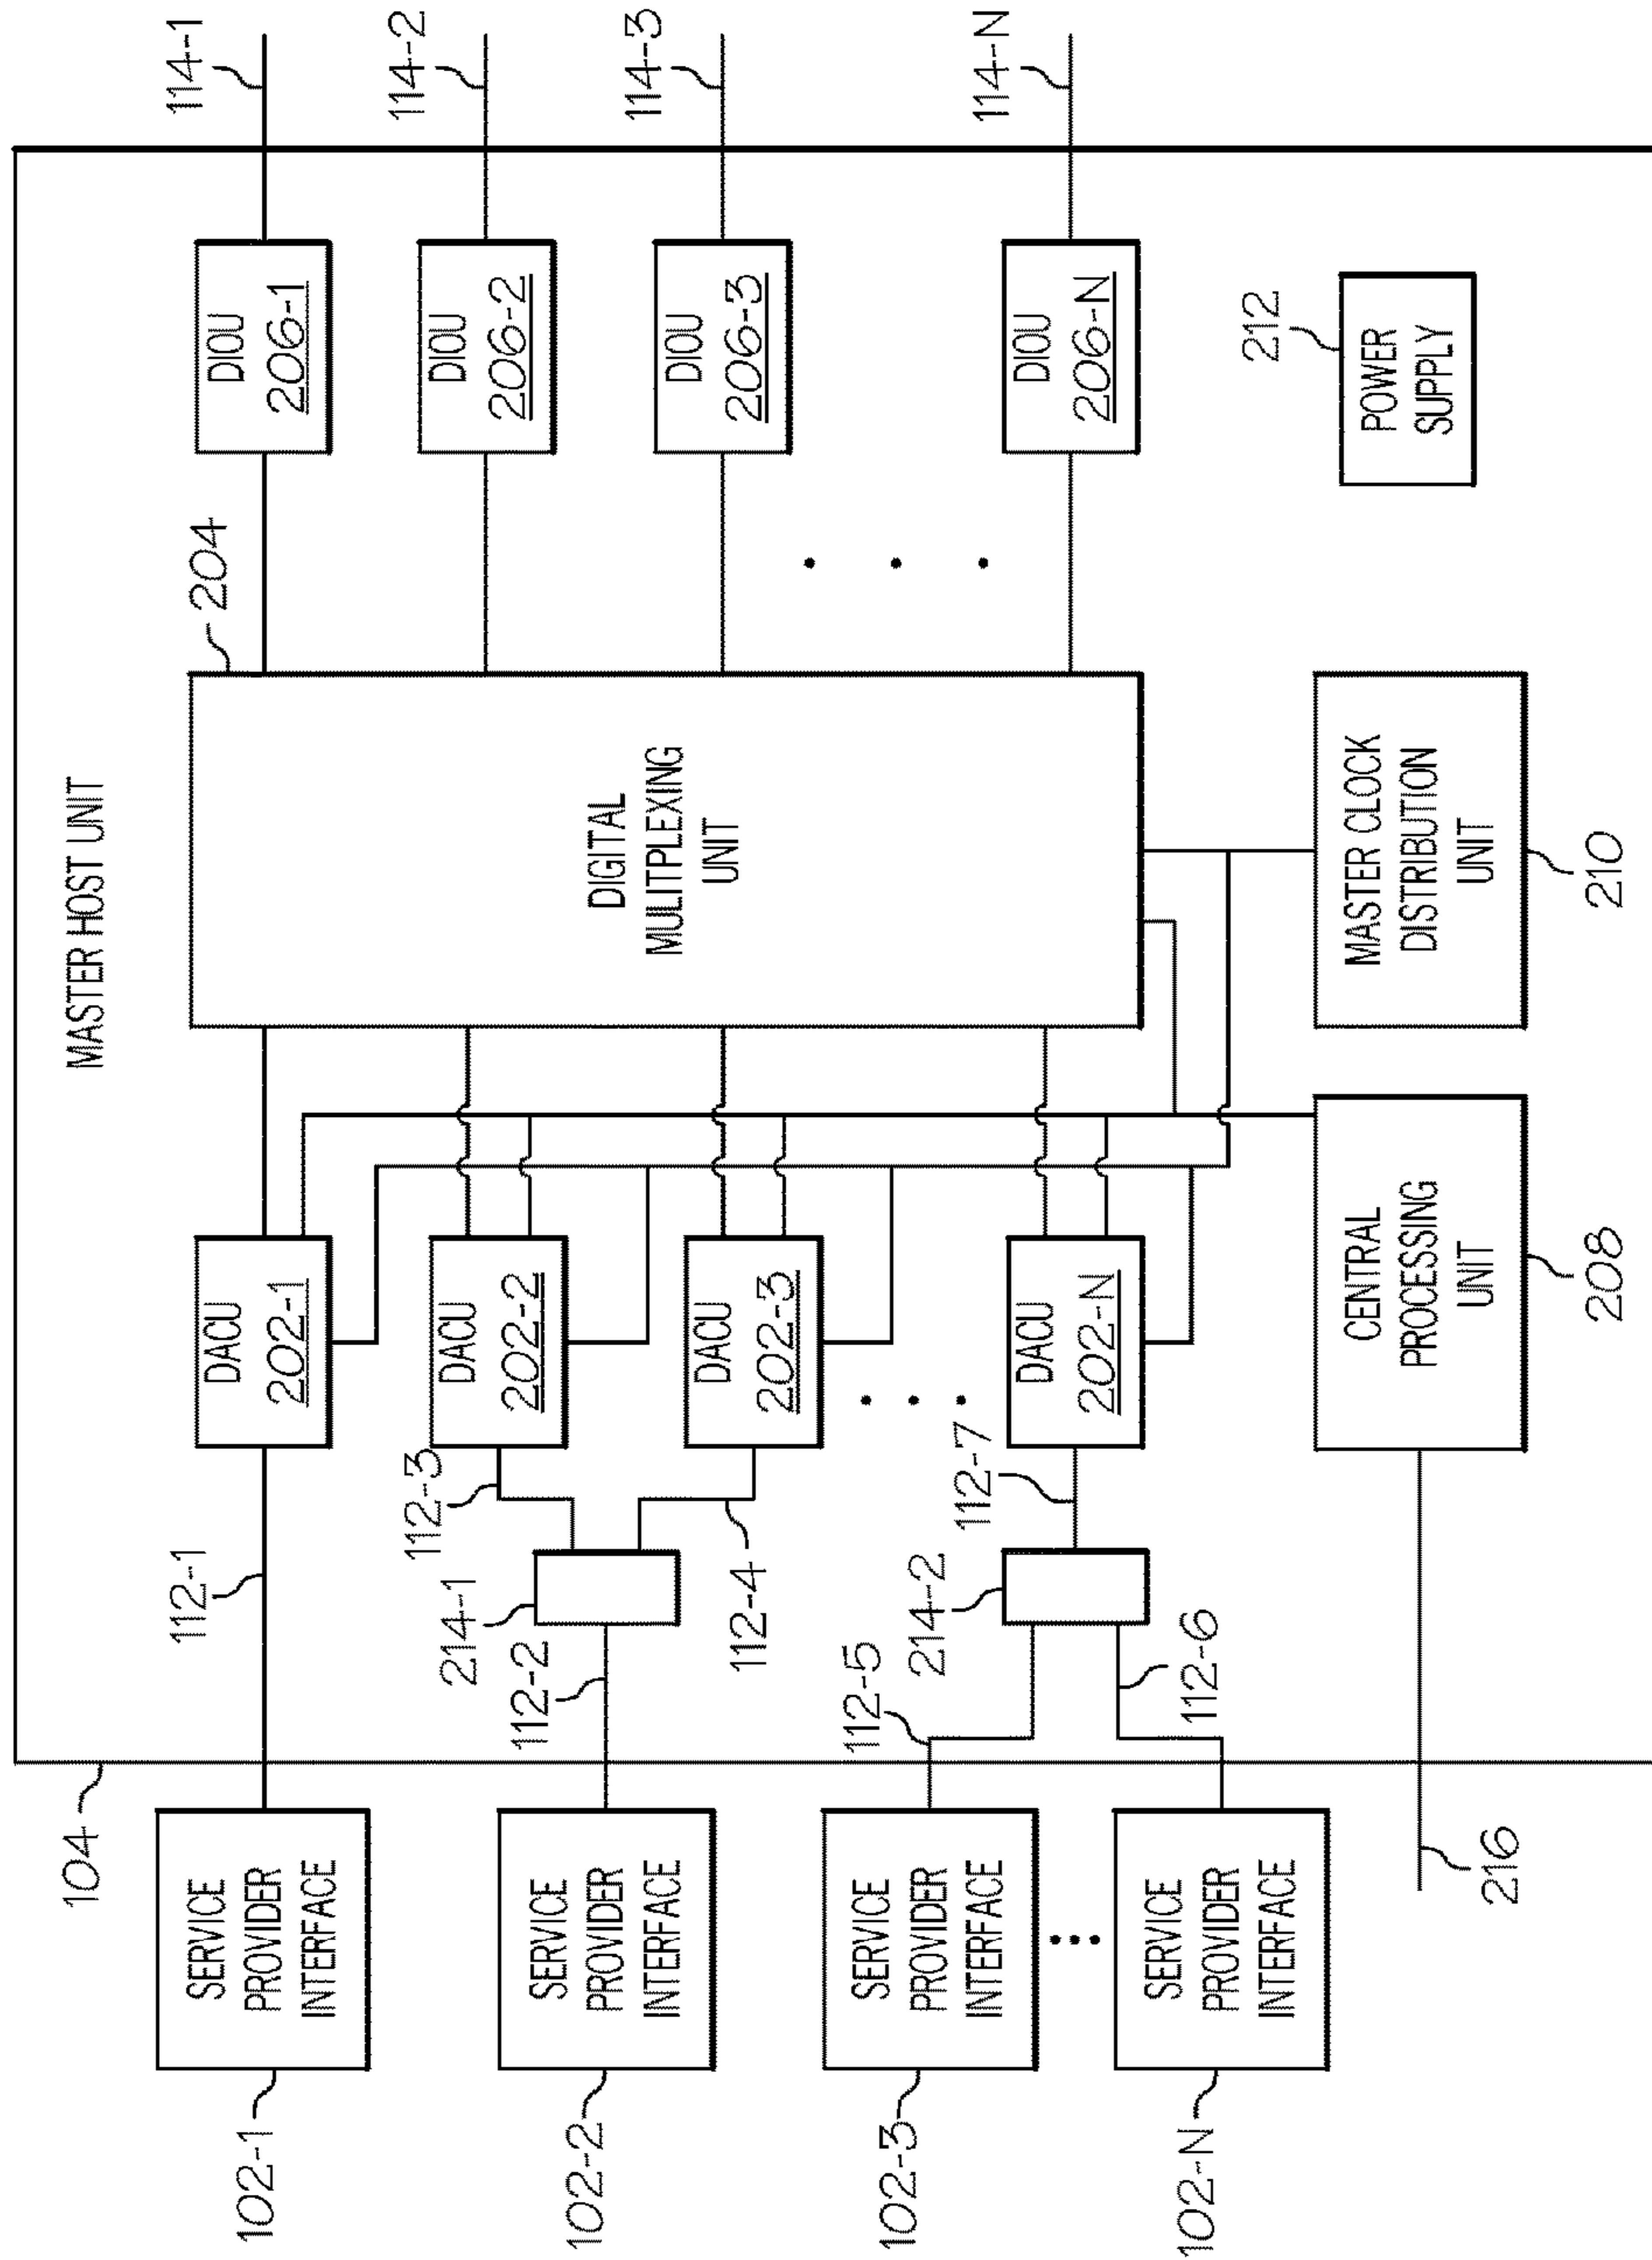 MASTER HOST UNIT
104
102-1
SERVICE
PROVIDER
INTERFACE
112-1
DACU
202-1
204
DIOU
206-1
114-1
102-2
SERVICE
PROVIDER
INTERFACE
112-2
214-1
112-3
112-4
DACU
202-2
DIOU
206-2
114-2
DACU
202-3
DIGITAL
MULITPLEXING
UNIT
DIOU
206-3
114-3
102-3
SERVICE
PROVIDER
INTERFACE
112-5
214-2
112-7
112-6
DACU
202-N
DIOU
206-N
114-N
102-N
SERVICE
PROVIDER
INTERFACE
216
CENTRAL
PROCESSING
UNIT
208
MASTER CLOCK
DISTRIBUTION
UNIT
210
212
POWER
SUPPLY